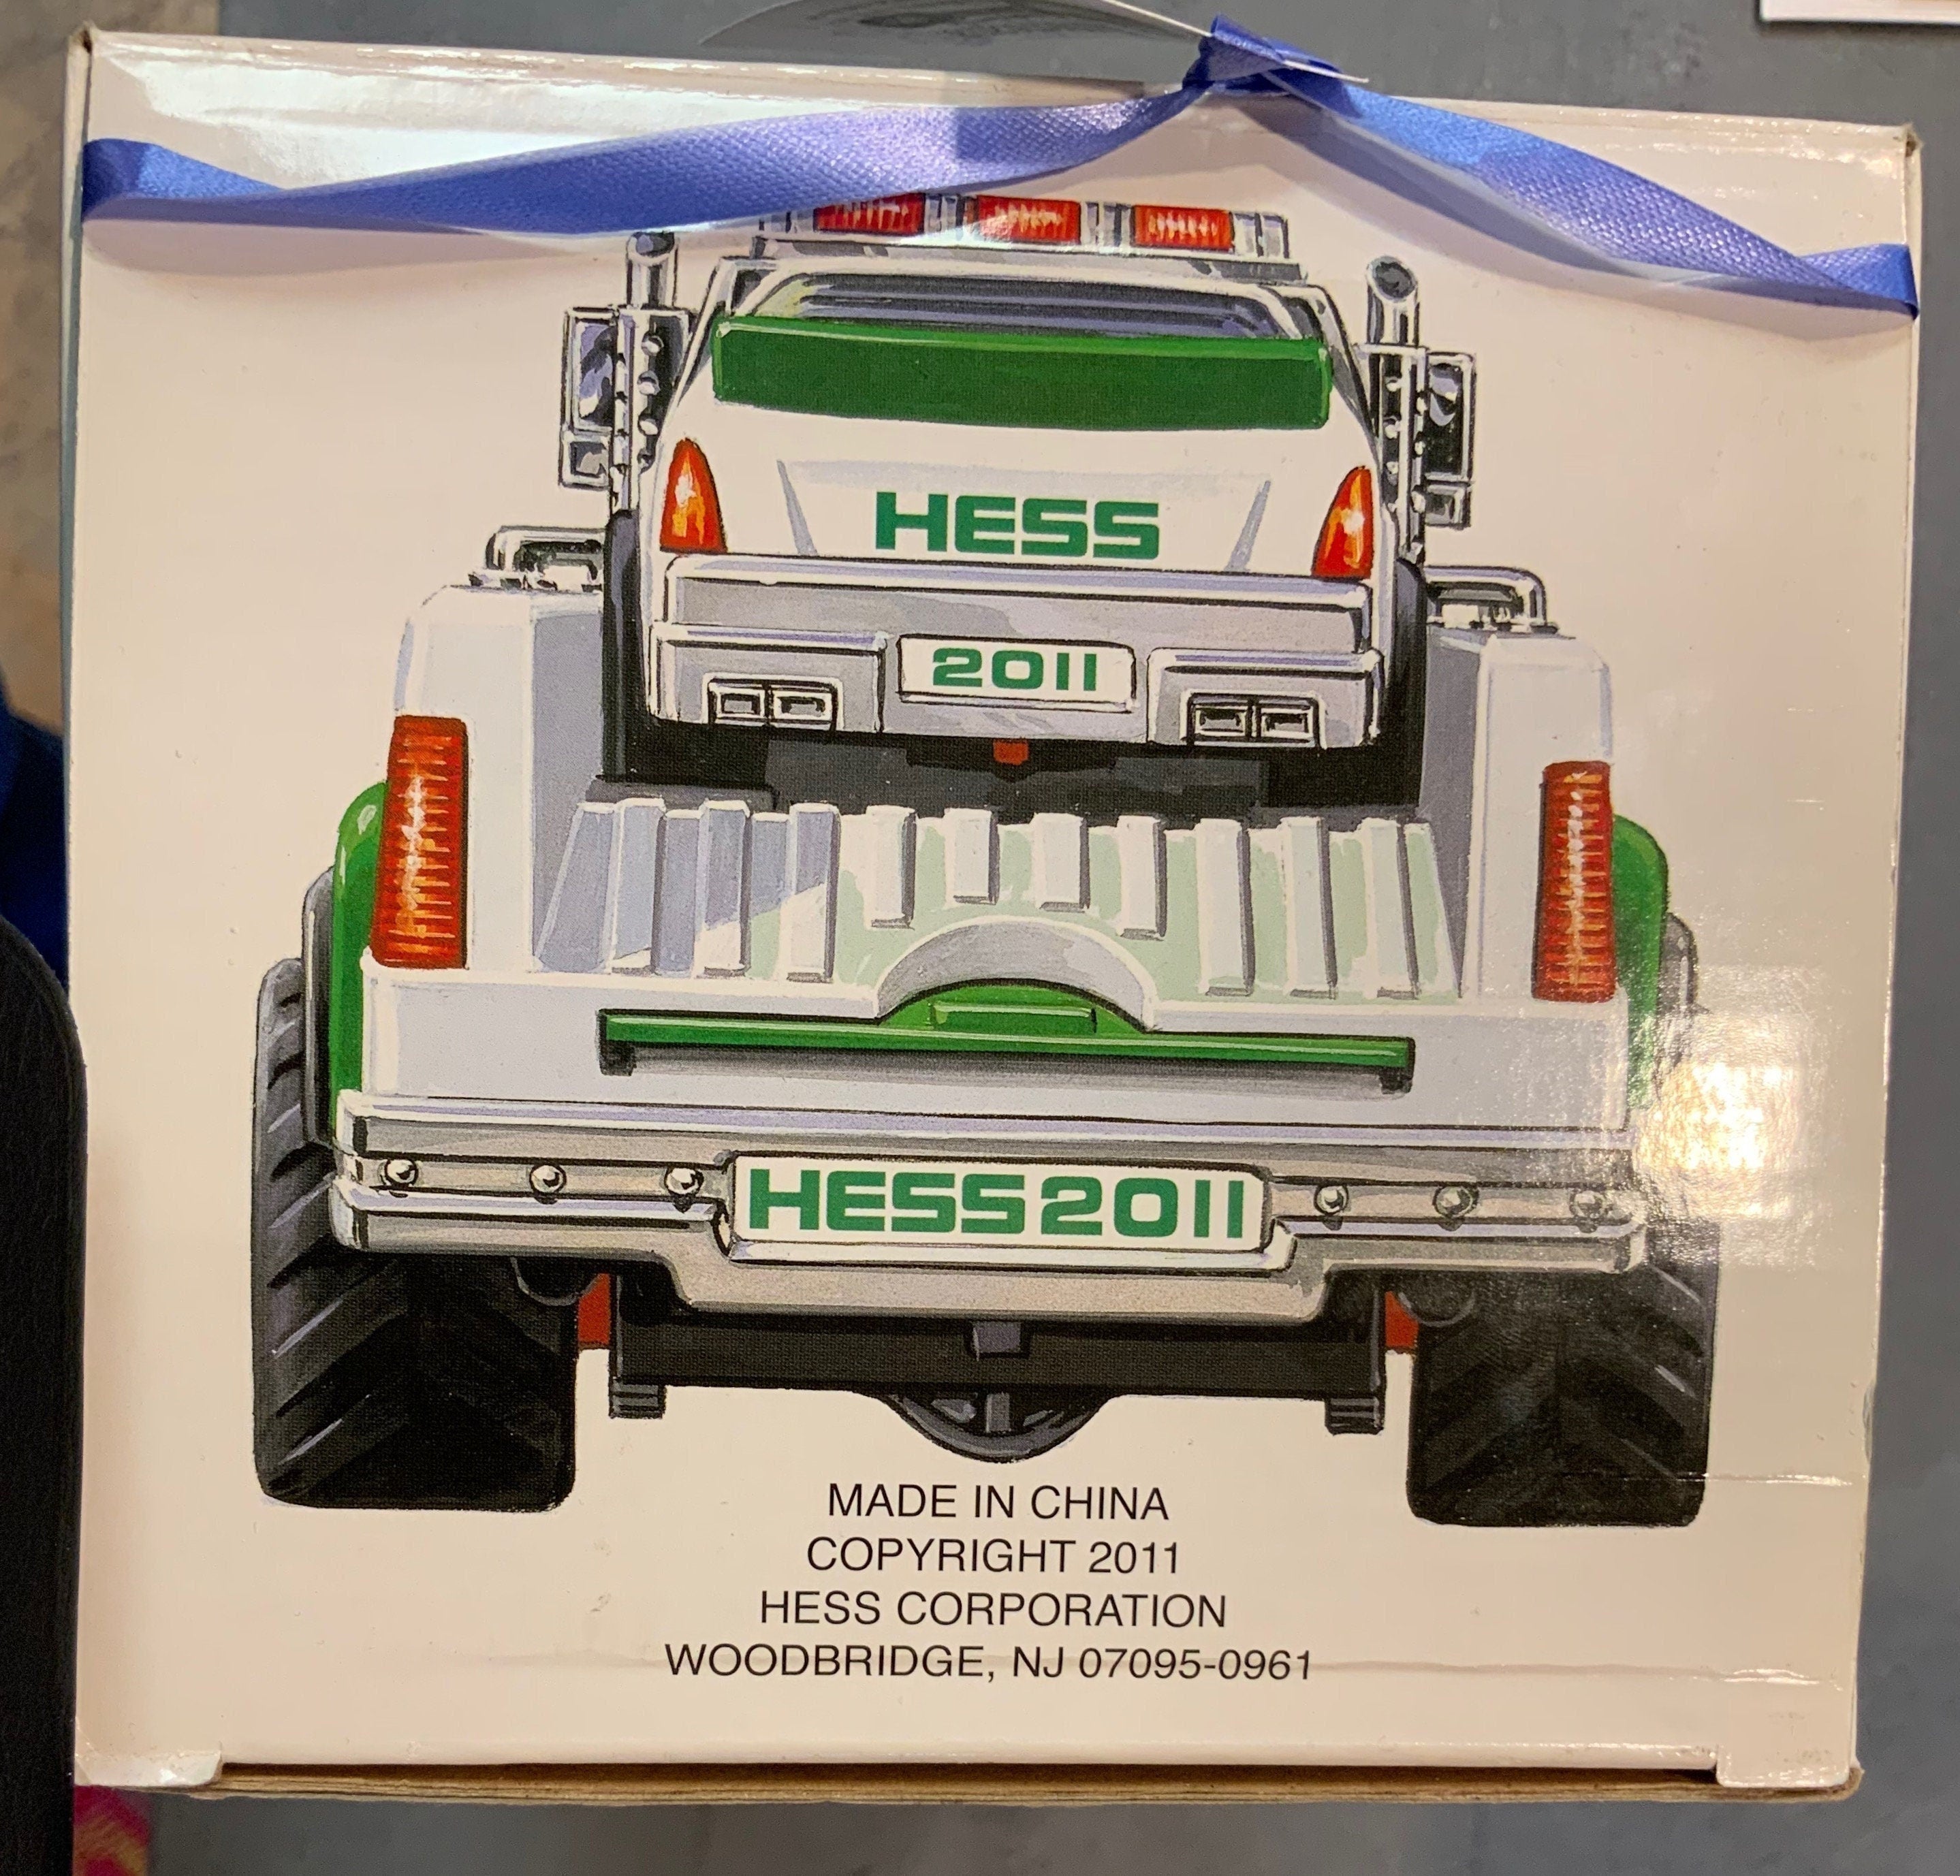 HESS
2011
HESS2011
MADE IN CHINA
COPYRIGHT 2011
HESS CORPORATION
WOODBRIDGE, NJ 07095-0961